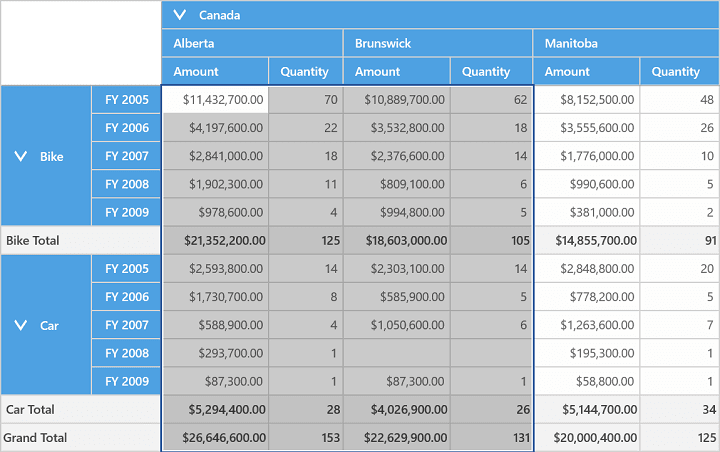 Canada
Alberta Brunswick Manitoba
Amount Quantity Amount Quantity Amount Quantity
FY 2005 $11,432,700.00 70 $10,889,700.00 62 $8,152,500.00 48
FY 2006 $4,197,600.00 22 $3,532,800.00 18 $3,555,600.00 26
Bike FY 2007 $2,841,000.00 18 $2,376,600.00 14 $1,776,000.00 10
FY 2008 $1,902,300.00 11 $809,100.00 6 $990,600.00 5
FY 2009 $978,600.00 4 $994,800.00 5 $381,000.00 2
Bike Total $21,352,200.00 125 $18,603,000.00 105 $14,855,700.00 91
FY 2005 $2,593,800.00 14 $2,303,100.00 14 $2,848,800.00 20
FY 2006 $1,730,700.00 8 $585,900.00 5 $778,200.00 5
Car FY 2007 $588,900.00 4 $1,050,600.00 6 $1,263,600.00 7
FY 2008 $293,700.00 1 $195,300.00 1
FY 2009 $87,300.00 1 $87,300.00 1 $58,800.00 1
Car Total $5,294,400.00 28 $4,026,900.00 26 $5,144,700.00 34
Grand Total $26,646,600.00 153 $22,629,900.00 131 $20,000,400.00 125